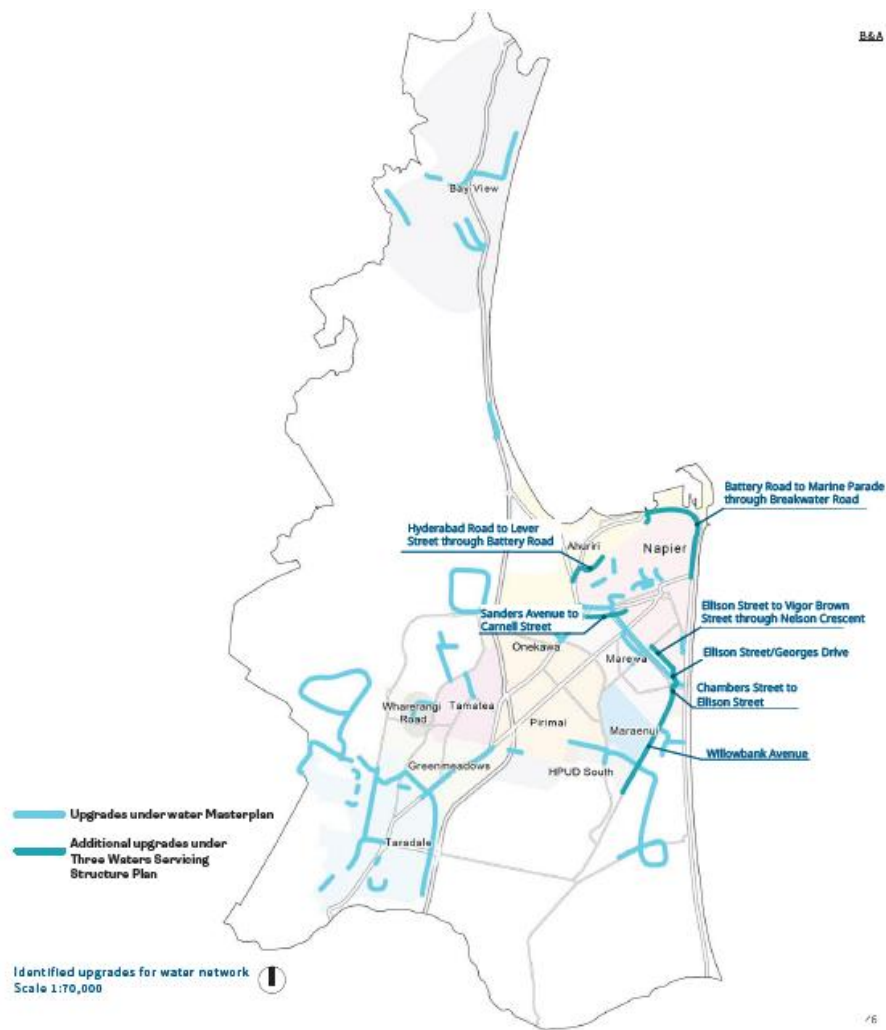 B&A
Bay View
Battery Road to Marine Parade
through Breakwater Road
Hyderabad Road to Lever
Street through Battery Road
Ahuriri
Napier
Sanders Avenue to
Carnell Street
Ellison Street to Vigor Brown
Street through Nelson Crescent
Onekawa
Marewa
Ellison Street/Georges Drive
Chambers Street to
Ellison Street
Wharerangi
Road
Tamatea
Pirimai
Maraenui
Willowbank Avenue
Greenmeadows
HPUD South
Upgrades under water Masterplan
Additional upgrades under
Three Waters Servicing
Structure Plan
Taradale
Identified upgrades for water network
Scale 1:70,000
/6